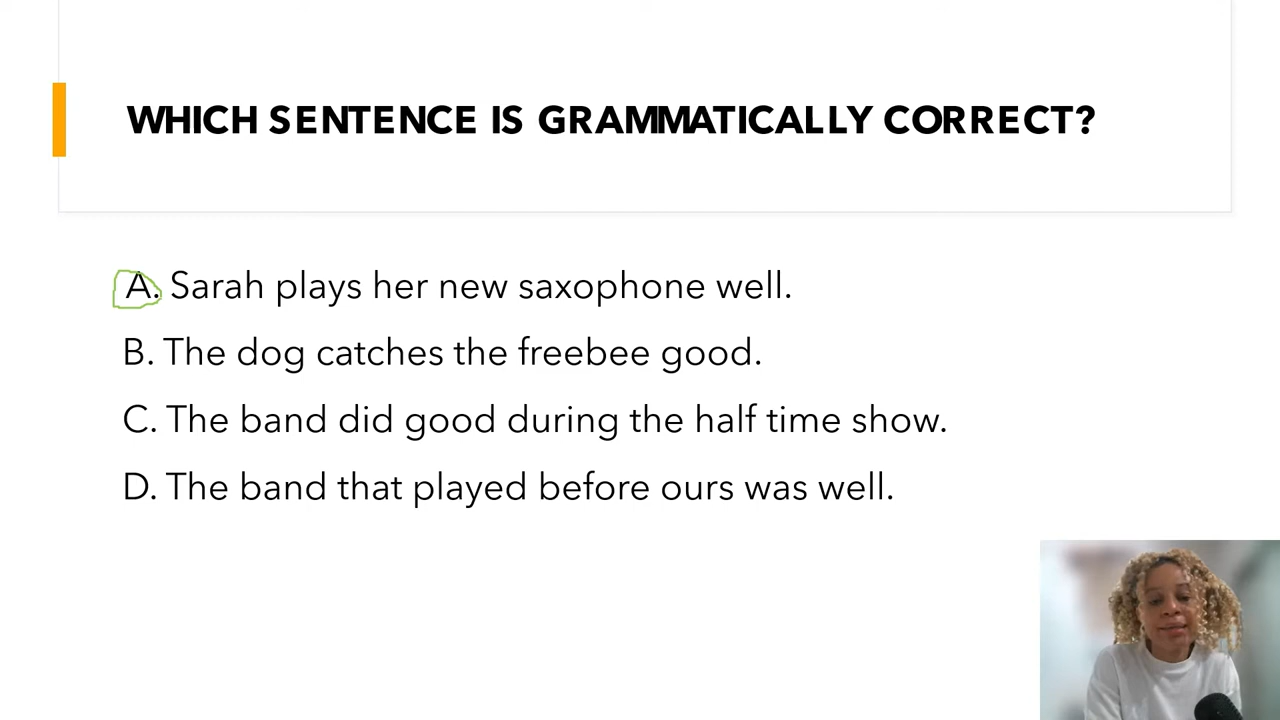 WHICH SENTENCE IS GRAMMATICALLY CORRECT?
A. Sarah plays her new saxophone well.
B. The dog catches the freebee good.
C. The band did good during the half time show.
D. The band that played before ours was well.